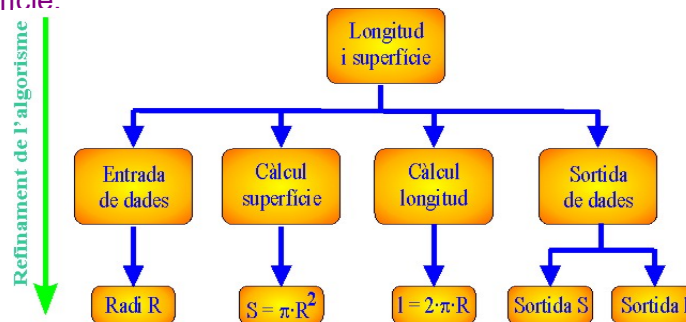 Refinament de l'algorisme
Longitud
i superfície
Entrada
de dades
Càlcul
superfície
Càlcul
longitud
Sortida
de dades
Radi R
S = π·R²
l = 2·π·R
Sortida S
Sortida